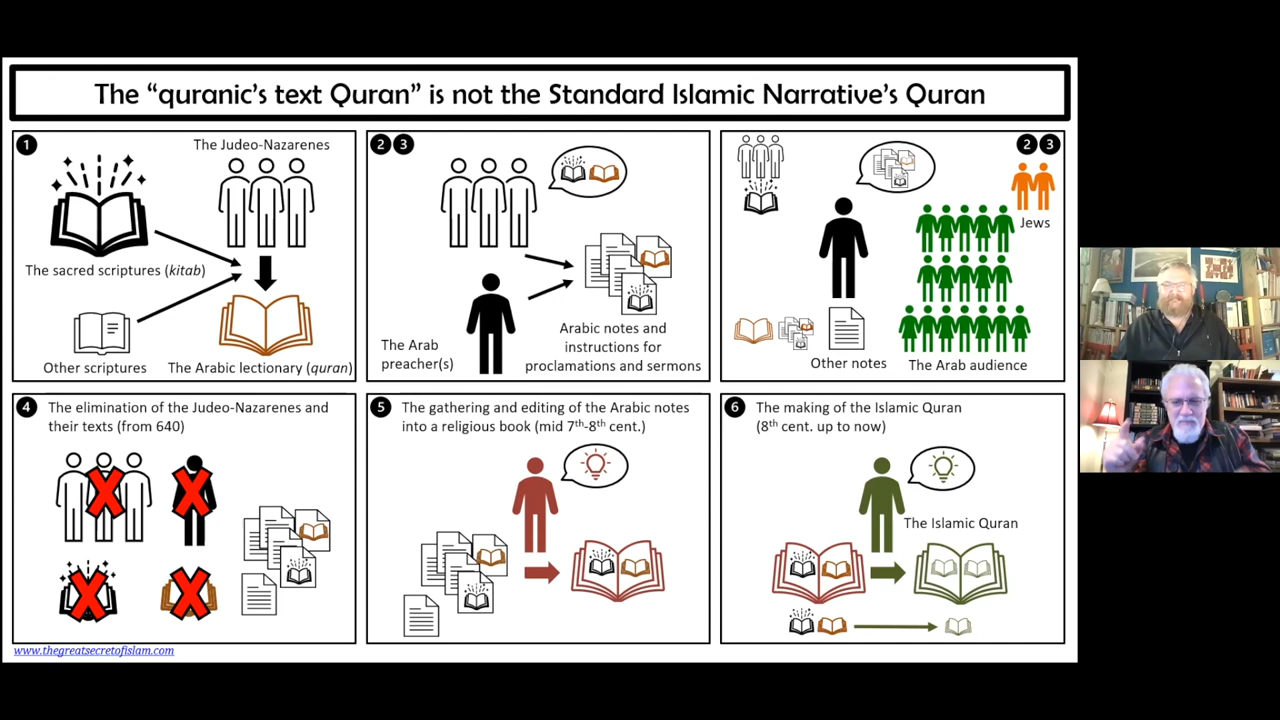 The “quranic’s text Quran” is not the Standard Islamic Narrative’s Quran
1
The Judeo-Nazarenes
The sacred scriptures (kitab)
Other scriptures
The Arabic lectionary (quran)
2 3
The Arab
preacher(s)
Arabic notes and
instructions for
proclamations and sermons
2 3
Jews
Other notes
The Arab audience
4
The elimination of the Judeo-Nazarenes and
their texts (from 640)
5
The gathering and editing of the Arabic notes
into a religious book (mid 7th-8th cent.)
6
The making of the Islamic Quran
(8th cent. up to now)
The Islamic Quran
www.thegreatsecretofislam.com